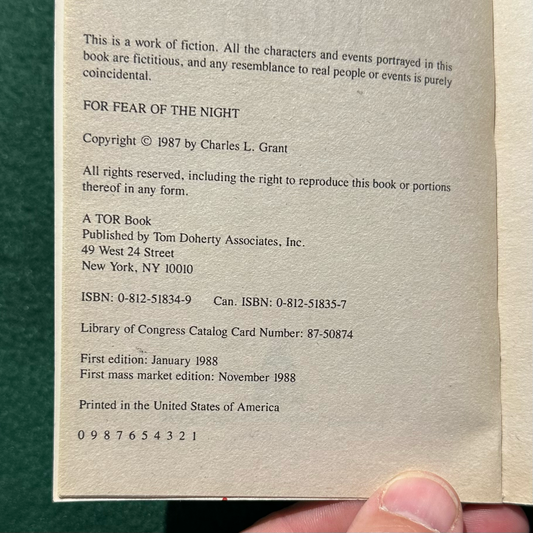 This is a work of fiction. All the characters and events portrayed in this
book are fictitious, and any resemblance to real people or events is purely
coincidental.
FOR FEAR OF THE NIGHT
Copyright © 1987 by Charles L. Grant
All rights reserved, including the right to reproduce this book or portions
thereof in any form.
A TOR Book
Published by Tom Doherty Associates, Inc.
49 West 24 Street
New York, NY 10010
ISBN: 0-812-51834-9 Can. ISBN: 0-812-51835-7
Library of Congress Catalog Card Number: 87-50874
First edition: January 1988
First mass market edition: November 1988
Printed in the United States of America
0 9 8 7 6 5 4 3 2 1